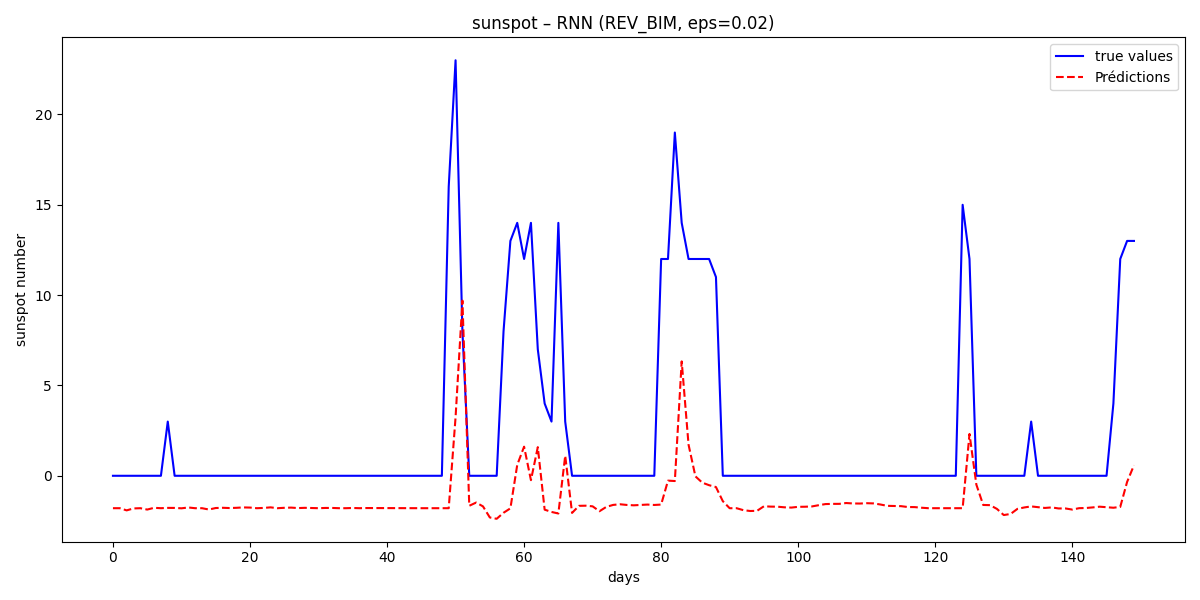 sunspot – RNN (REV_BIM, eps=0.02)
true values
Prédictions
sunspot number
20
15
10
5
0
0
20
40
60
80
100
120
140
days